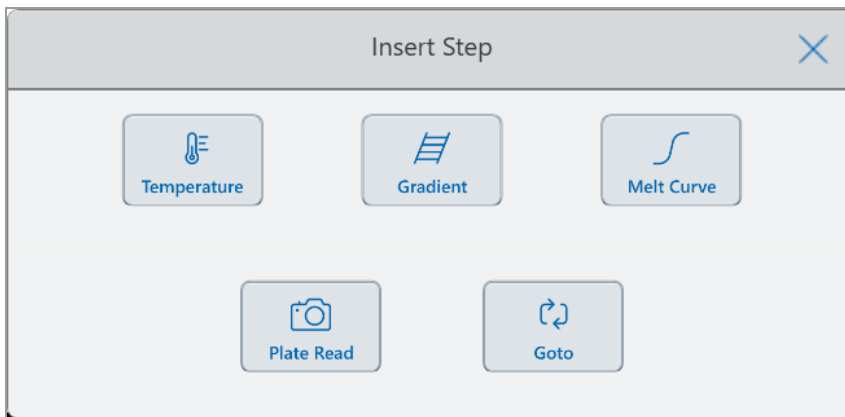 Insert Step
Temperature
Gradient
Melt Curve
Plate Read
Goto